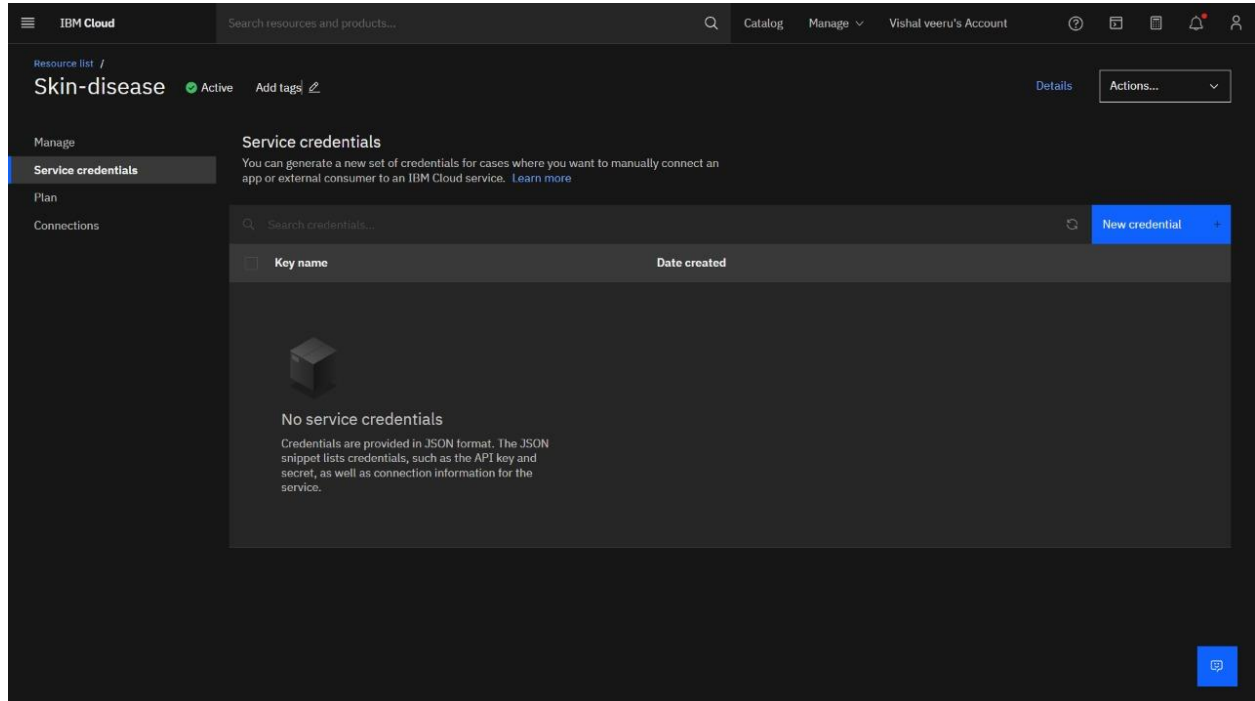 IBM Cloud
Search resources and products...
Catalog
Manage
Vishal veeru's Account
Resource list /
Skin-disease
Active
Add tags
Details
Actions...
Manage
Service credentials
Plan
Connections
Service credentials
You can generate a new set of credentials for cases where you want to manually connect an
app or external consumer to an IBM Cloud service. Learn more
Search credentials...
New credential +
Key name
Date created
No service credentials
Credentials are provided in JSON format. The JSON
snippet lists credentials, such as the API key and
secret, as well as connection information for the
service.